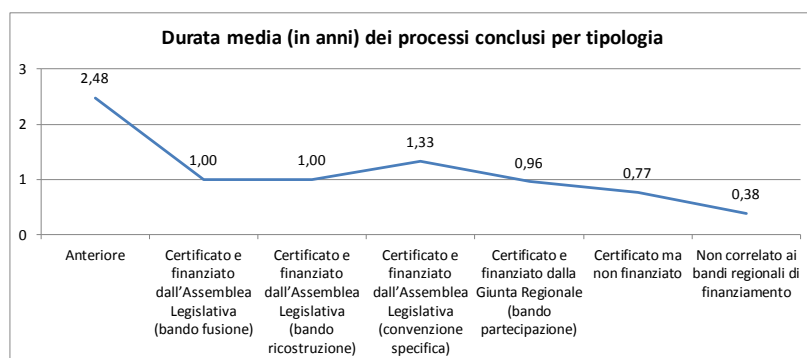 Durata media (in anni) dei processi conclusi per tipologia
3
2
1
0
2,48
1,00
1,00
1,33
0,96
0,77
0,38
Anteriore
Certificato e
finanziato
dall'Assemblea
Legislativa
(bando fusione)
Certificato e
finanziato
dall'Assemblea
Legislativa
(bando
ricostruzione)
Certificato e
finanziato
dall'Assemblea
Legislativa
(convenzione
specifica)
Certificato e
finanziato dalla
Giunta Regionale
(bando
partecipazione)
Certificato ma
non finanziato
Non correlato ai
bandi regionali di
finanziamento